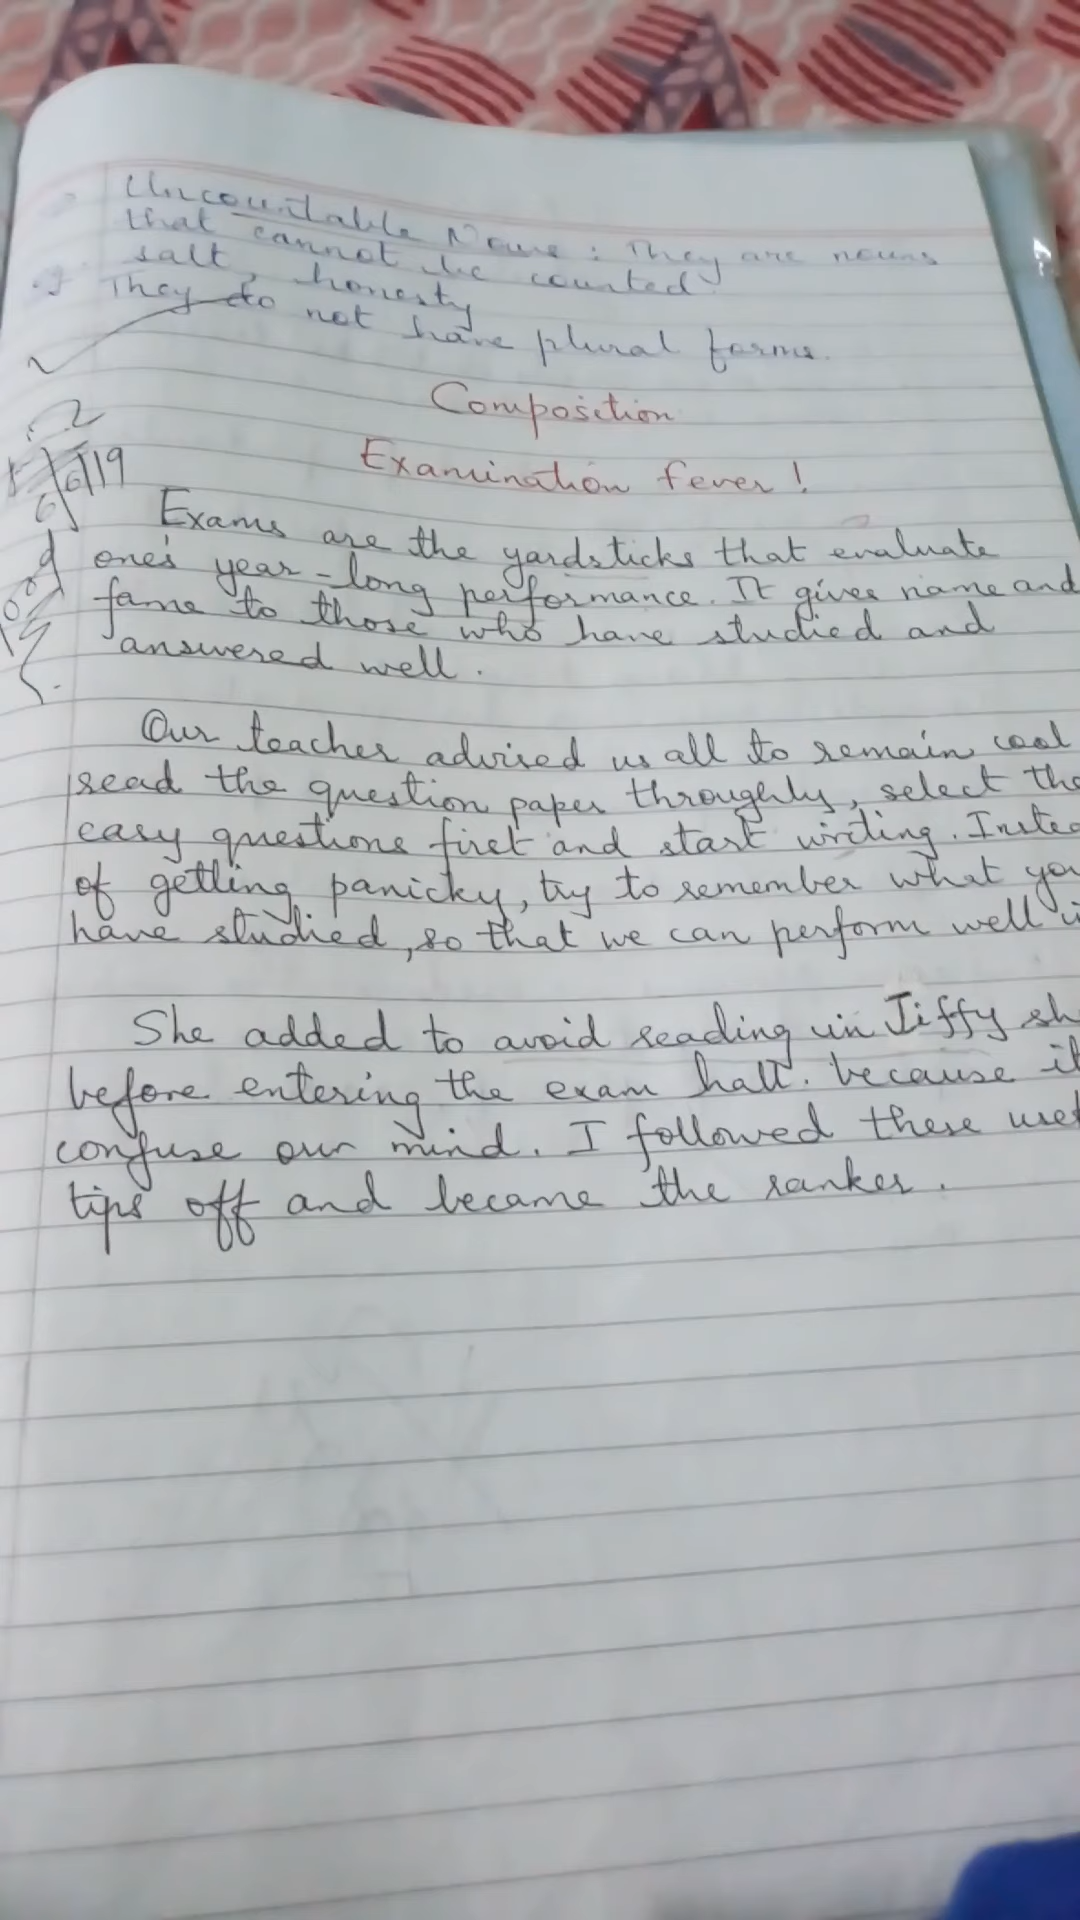 Uncountable Noun : They are nouns
that cannot be counted.
salt, honesty
They do not have plural forms.
Composition
Examination fever!
6/6/19
Exams are the yardsticks that evaluate
one's year-long performance. It gives name and
fame to those who have studied and
answered well.
Our teacher advised us all to remain cool
read the question paper throughly, select the
easy questions first and start writing. Instea
of getting panicky, try to remember what you
have studied, so that we can perform well i
She added to avoid reading in Jiffy sh
before entering the exam hall. because it
confuse our mind. I followed these usef
tips off and became the ranker.